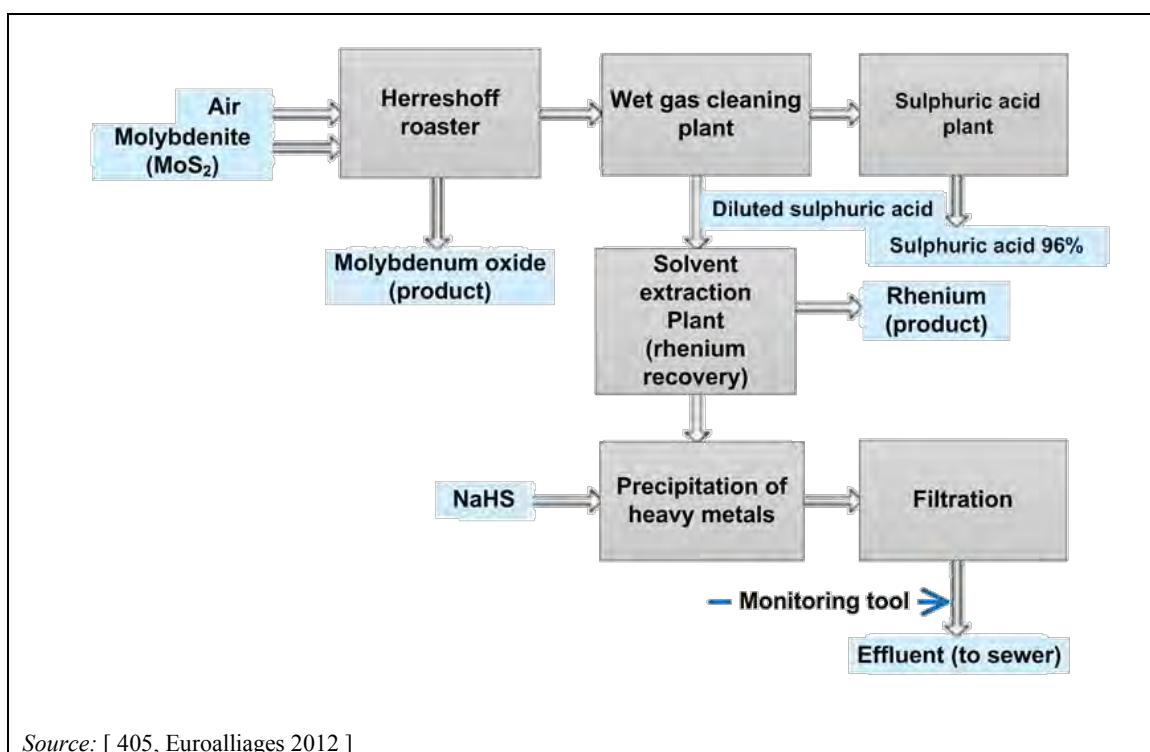 Air
Molybdenite
(MoS₂)
Herreshoff
roaster
Wet gas cleaning
plant
Sulphuric acid
plant
Diluted sulphuric acid
Sulphuric acid 96%
Molybdenum oxide
(product)
Solvent
extraction
Plant
(rhenium
recovery)
Rhenium
(product)
NaHS
Precipitation of
heavy metals
Filtration
Monitoring tool
Effluent (to sewer)
Source: [ 405, Euroalliages 2012 ]